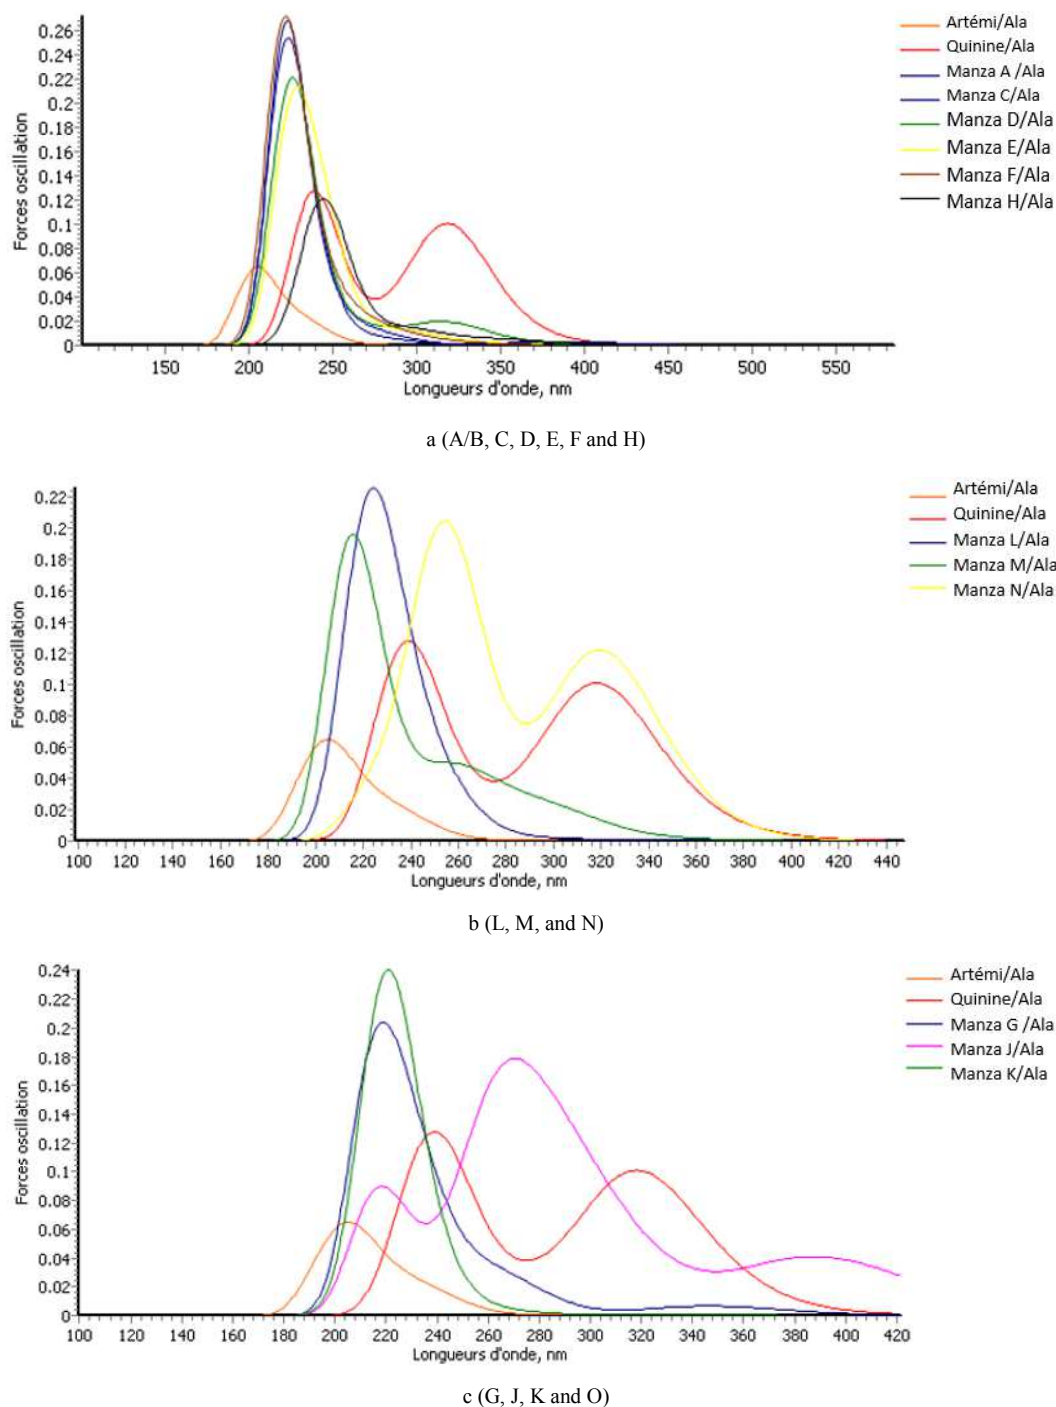 Forces oscillation
0.26
0.24
0.22
0.2
0.18
0.16
0.14
0.12
0.1
0.08
0.06
0.04
0.02
0
150 200 250 300 350 400 450 500 550
Longueurs d'onde, nm
Artémi/Ala
Quinine/Ala
Manza A /Ala
Manza C/Ala
Manza D/Ala
Manza E/Ala
Manza F/Ala
Manza H/Ala
a (A/B, C, D, E, F and H)
Forces oscillation
0.22
0.2
0.18
0.16
0.14
0.12
0.1
0.08
0.06
0.04
0.02
0
100 120 140 160 180 200 220 240 260 280 300 320 340 360 380 400 420 440
Longueurs d'onde, nm
Artémi/Ala
Quinine/Ala
Manza L/Ala
Manza M/Ala
Manza N/Ala
b (L, M, and N)
Forces oscillation
0.24
0.22
0.2
0.18
0.16
0.14
0.12
0.1
0.08
0.06
0.04
0.02
0
100 120 140 160 180 200 220 240 260 280 300 320 340 360 380 400 420
Longueurs d'onde, nm
Artémi/Ala
Quinine/Ala
Manza G /Ala
Manza J/Ala
Manza K/Ala
c (G, J, K and O)